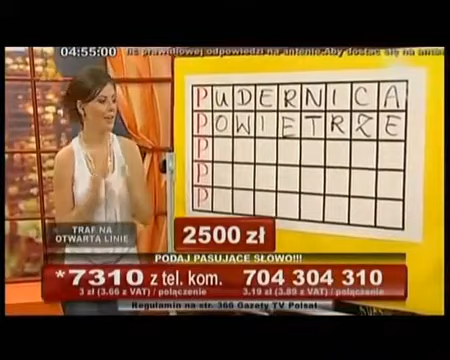 04:55:00 ic prawidłowej odpowiedzi na antenie.Aby dostać się na ante
PUDERNICA
POWIETRZE
P
P
P
TRAF NA
OTWARTĄ LINIĘ
2500 zł
PODAJ PASUJĄCE SŁOWO!!!
*7310 z tel. kom. 704 304 310
3 zł (3.66 z VAT) / połączenie 3.19 zł (3.89 z VAT) / połączenie
Regulamin na str. 366 Gazety TV Polsat